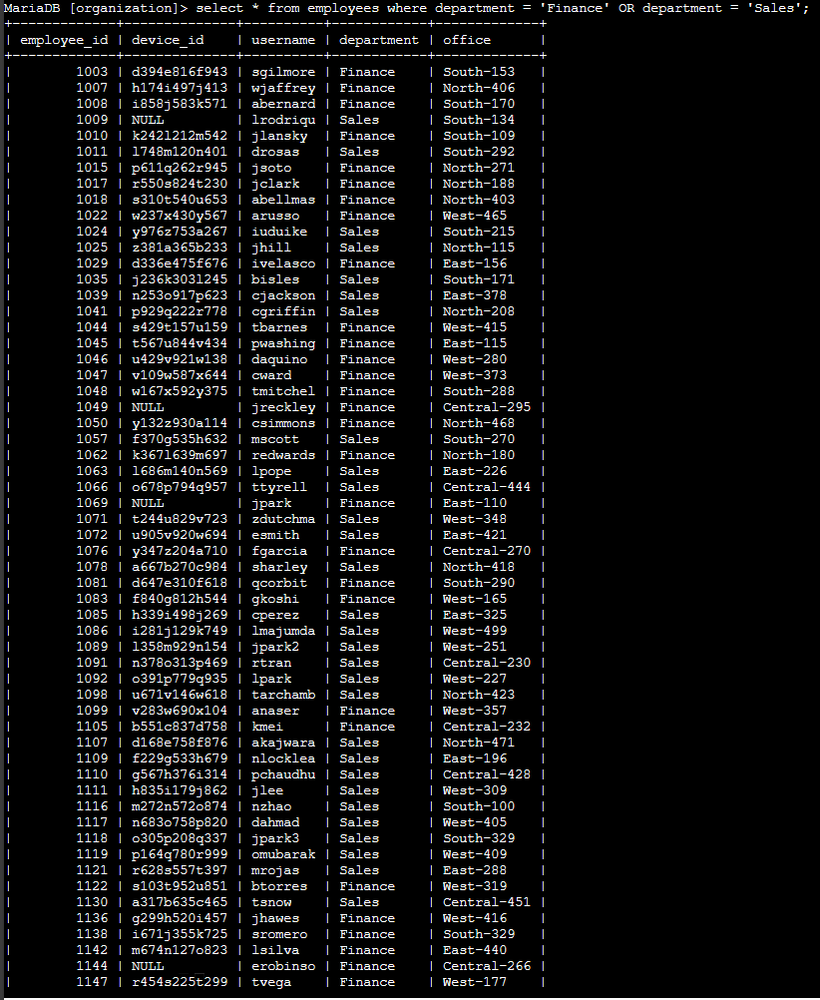 MariaDB [organization]> select * from employees where department = 'Finance' OR department = 'Sales';
+-------------+--------------+----------+------------+-------------+
| employee_id | device_id    | username | department | office      |
+-------------+--------------+----------+------------+-------------+
|        1003 | d394e816f943 | sgilmore | Finance    | South-153   |
|        1007 | h174i497j413 | wjaffrey | Finance    | North-406   |
|        1008 | i858j583k571 | abernard | Finance    | South-170   |
|        1009 | NULL         | lrodriqu | Sales      | South-134   |
|        1010 | k242l212m542 | jlansky  | Finance    | South-109   |
|        1011 | l748m120n401 | drosas   | Sales      | South-292   |
|        1015 | p611q262r945 | jsoto    | Finance    | North-271   |
|        1017 | r550s824t230 | jclark   | Finance    | North-188   |
|        1018 | s310t540u653 | abellmas | Finance    | North-403   |
|        1022 | w237x430y567 | arusso   | Finance    | West-465    |
|        1024 | y976z753a267 | iuduike  | Sales      | South-215   |
|        1025 | z381a365b233 | jhill    | Sales      | North-115   |
|        1029 | d336e475f676 | ivelasco | Finance    | East-156    |
|        1035 | j236k303l245 | bisles   | Sales      | South-171   |
|        1039 | n253o917p623 | cjackson | Sales      | East-378    |
|        1041 | p929q222r778 | cgriffin | Sales      | North-208   |
|        1044 | s429t157u159 | tbarnes  | Finance    | West-415    |
|        1045 | t567u844v434 | pwashing | Finance    | East-115    |
|        1046 | u429v921w138 | daquino  | Finance    | West-280    |
|        1047 | v109w587x644 | cward    | Finance    | West-373    |
|        1048 | w167x592y375 | tmitchel | Finance    | South-288   |
|        1049 | NULL         | jreckley | Finance    | Central-295 |
|        1050 | y132z930a114 | csimmons | Finance    | North-468   |
|        1057 | f370g535h632 | mscott   | Sales      | South-270   |
|        1062 | k367l639m697 | redwards | Finance    | North-180   |
|        1063 | l686m140n569 | lpope    | Sales      | East-226    |
|        1066 | o678p794q957 | ttyrell  | Sales      | Central-444 |
|        1069 | NULL         | jpark    | Finance    | East-110    |
|        1071 | t244u829v723 | zdutchma | Sales      | West-348    |
|        1072 | u905v920w694 | esmith   | Sales      | East-421    |
|        1076 | y347z204a710 | fgarcia  | Finance    | Central-270 |
|        1078 | a667b270c984 | sharley  | Sales      | North-418   |
|        1081 | d647e310f618 | qcorbit  | Finance    | South-290   |
|        1083 | f840g812h544 | gkoshi   | Finance    | West-165    |
|        1085 | h339i498j269 | cperez   | Sales      | East-325    |
|        1086 | i281j129k749 | lmajumda | Sales      | West-499    |
|        1089 | l358m929n154 | jpark2   | Sales      | West-251    |
|        1091 | n378o313p469 | rtran    | Sales      | Central-230 |
|        1092 | o391p779q935 | lpark    | Sales      | West-227    |
|        1098 | u671v146w618 | tarchamb | Sales      | North-423   |
|        1099 | v283w690x104 | anaser   | Finance    | West-357    |
|        1105 | b551c837d758 | kmei     | Finance    | Central-232 |
|        1107 | d168e758f876 | akajwara | Sales      | North-471   |
|        1109 | f229g533h679 | nlocklea | Sales      | East-196    |
|        1110 | g567h376i314 | pchaudhu | Sales      | Central-428 |
|        1111 | h835i179j862 | jlee     | Sales      | West-309    |
|        1116 | m272n572o874 | nzhao    | Sales      | South-100   |
|        1117 | n683o758p820 | dahmad   | Sales      | West-405    |
|        1118 | o305p208q337 | jpark3   | Sales      | South-329   |
|        1119 | p164q780r999 | omubarak | Sales      | West-409    |
|        1121 | r628s557t397 | mrojas   | Sales      | East-288    |
|        1122 | s103t952u851 | btorres  | Finance    | West-319    |
|        1130 | a317b635c465 | tsnow    | Sales      | Central-451 |
|        1136 | g299h520i457 | jhawes   | Finance    | West-416    |
|        1138 | i671j355k725 | sromero  | Finance    | South-329   |
|        1142 | m674n127o823 | lsilva   | Finance    | East-440    |
|        1144 | NULL         | erobinso | Finance    | Central-266 |
|        1147 | r454s225t299 | tvega    | Finance    | West-177    |